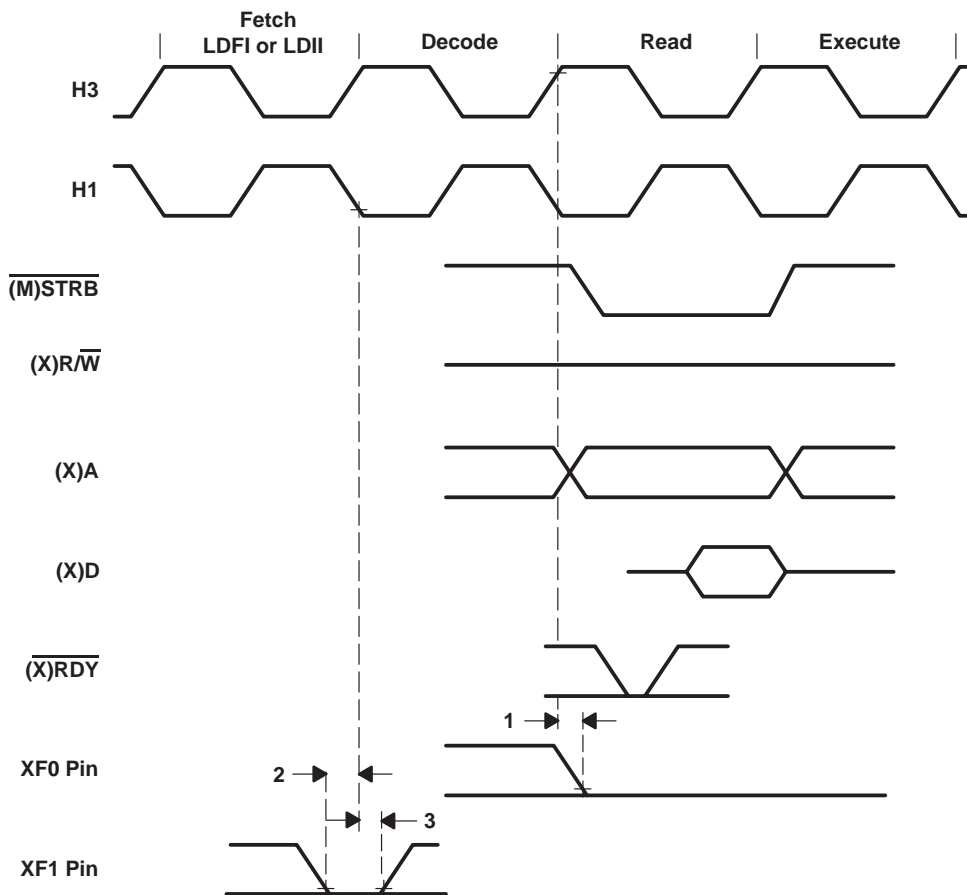 Fetch
LDFI or LDII
Decode
Read
Execute
H3
H1
(M)STRB
(X)R/W
(X)A
(X)D
(X)RDY
1
XF0 Pin
2
3
XF1 Pin